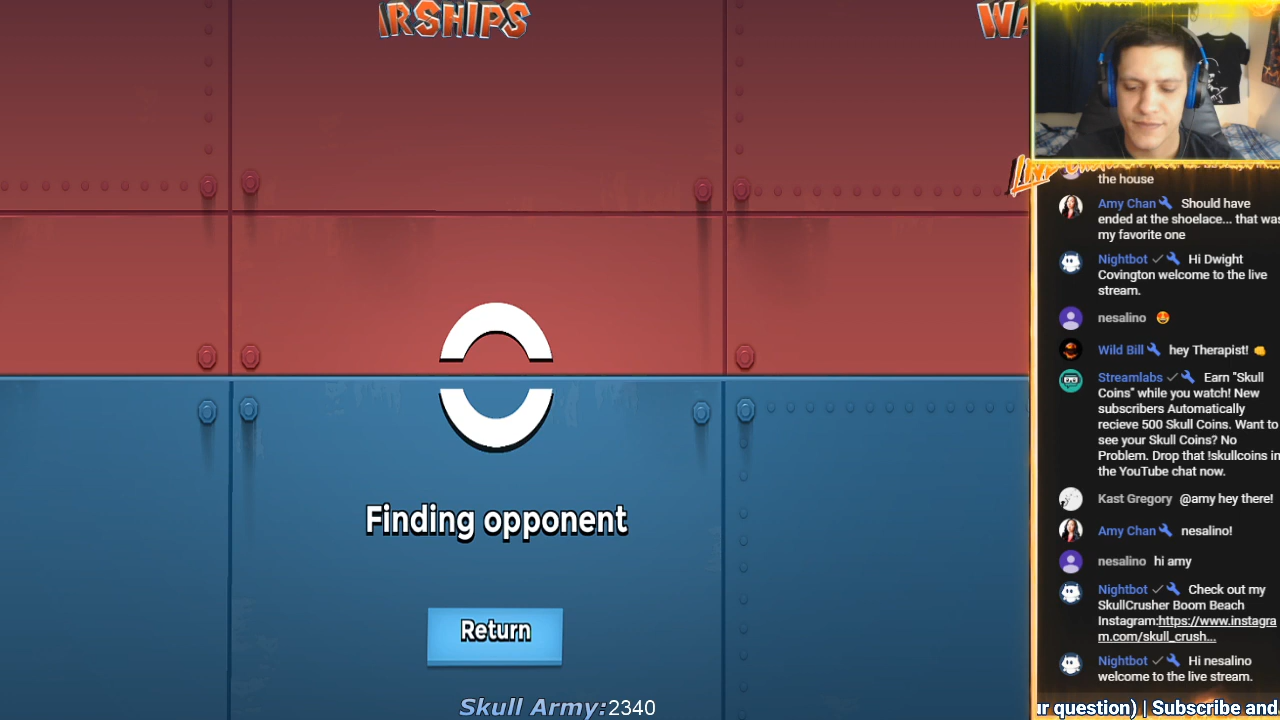 RSHIPS
WA
the house
Amy Chan Should have
ended at the shoelace... that was
my favorite one
Nightbot Hi Dwight
Covington welcome to the live
stream.
nesalino
Wild Bill hey Therapist!
Streamlabs Earn "Skull
Coins" while you watch! New
subscribers Automatically
recieve 500 Skull Coins. Want to
see your Skull Coins? No
Problem. Drop that !skullcoins in
the YouTube chat now.
Kast Gregory @amy hey there!
Amy Chan nesalino!
nesalino hi amy
Nightbot Check out my
SkullCrusher Boom Beach
Instagram:https://www.instagra
m.com/skull_crush...
Nightbot Hi nesalino
welcome to the live stream.
Finding opponent
Return
Skull Army:2340
ur question) | Subscribe and